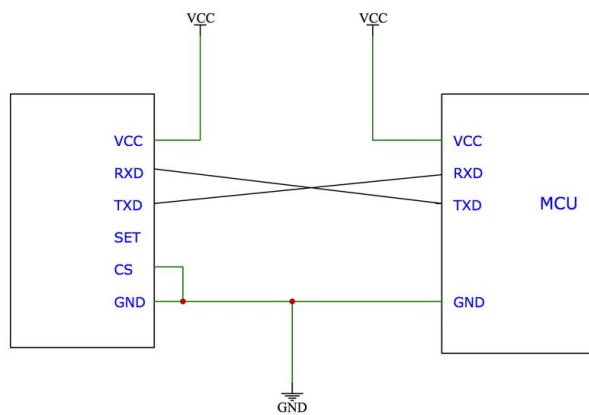 VCC
VCC
VCC
RXD
TXD
SET
CS
GND
VCC
RXD
TXD
GND
MCU
GND